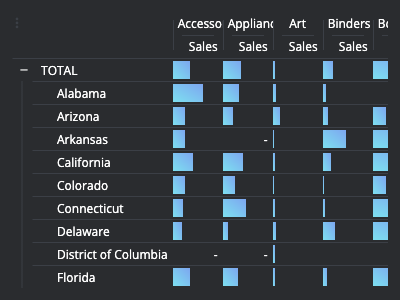 Accesso Applianc Art Binders Bo
Sales Sales Sales Sales
− TOTAL
Alabama
Arizona
Arkansas -
California
Colorado
Connecticut
Delaware
District of Columbia - -
Florida